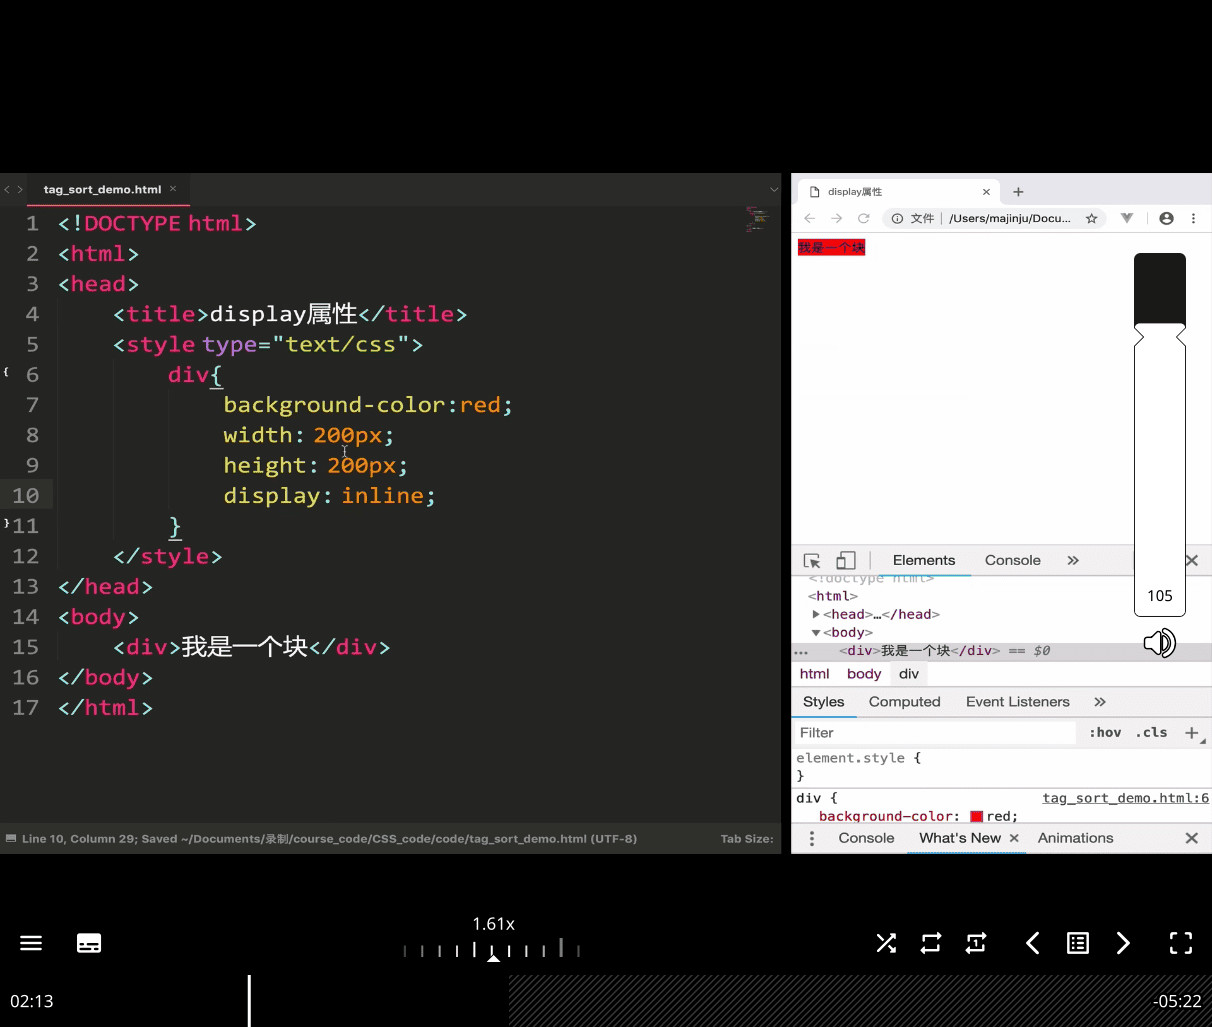 tag_sort_demo.html ×
1 <!DOCTYPE html>
2 <html>
3 <head>
4 <title>display属性</title>
5 <style type="text/css">
6 div{
7 background-color:red;
8 width: 200px;
9 height: 200px;
10 display: inline;
11 }
12 </style>
13 </head>
14 <body>
15 <div>我是一个块</div>
16 </body>
17 </html>
Line 10, Column 29; Saved ~/Documents/录制/course_code/CSS_code/code/tag_sort_demo.html (UTF-8) Tab Size:
display属性
文件 | /Users/majinju/Docu...
我是一个块
Elements Console »
<!doctype html>
<html>
<head>…</head>
<body>
... <div>我是一个块</div> == $0
html body div
Styles Computed Event Listeners »
Filter :hov .cls +
element.style {
}
div { tag_sort_demo.html:6
background-color: red;
Console What's New × Animations
105
1.61x
1
02:13 -05:22